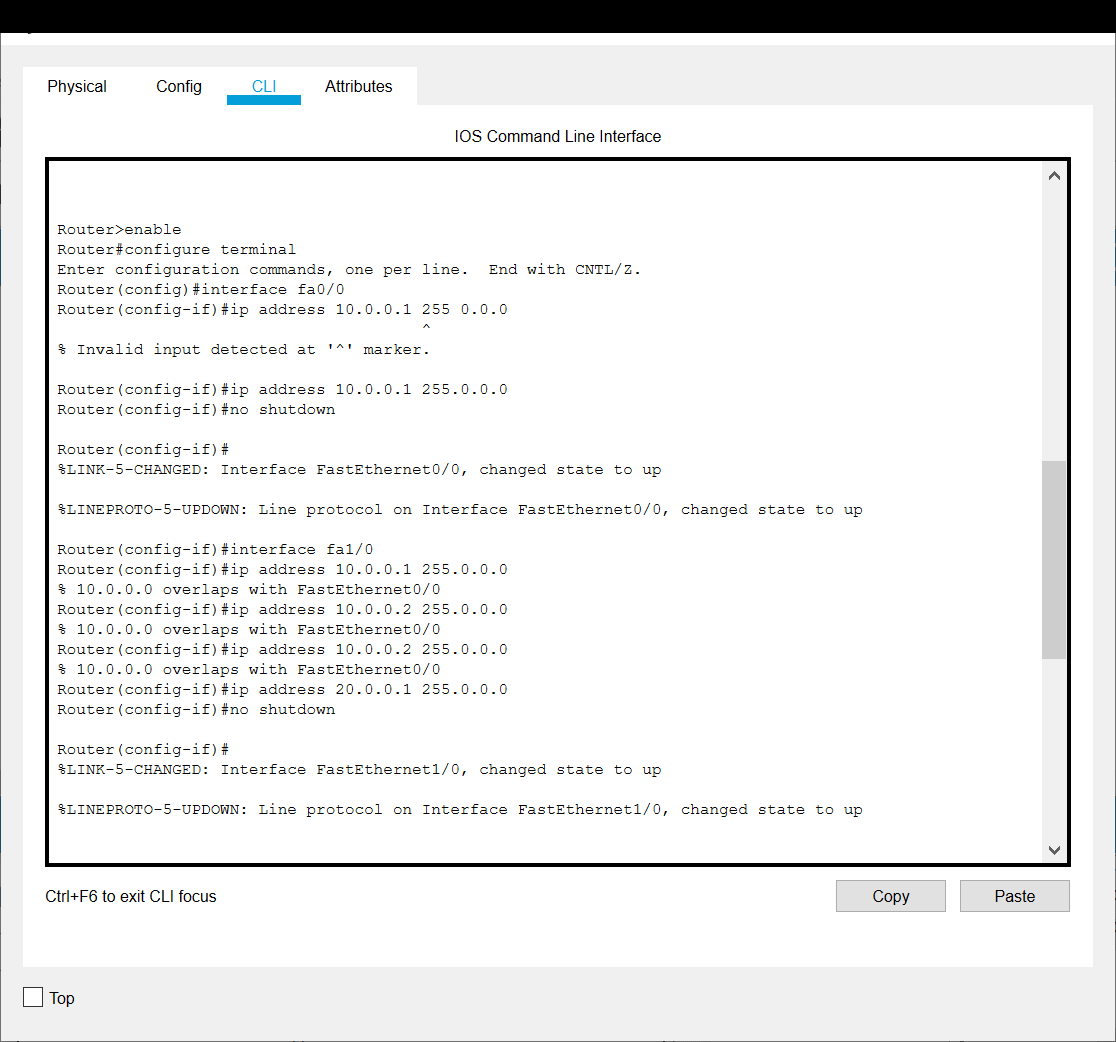 Physical Config CLI Attributes
IOS Command Line Interface
Router>enable
Router#configure terminal
Enter configuration commands, one per line.  End with CNTL/Z.
Router(config)#interface fa0/0
Router(config-if)#ip address 10.0.0.1 255 0.0.0
^
% Invalid input detected at '^' marker.
Router(config-if)#ip address 10.0.0.1 255.0.0.0
Router(config-if)#no shutdown
Router(config-if)#
%LINK-5-CHANGED: Interface FastEthernet0/0, changed state to up
%LINEPROTO-5-UPDOWN: Line protocol on Interface FastEthernet0/0, changed state to up
Router(config-if)#interface fa1/0
Router(config-if)#ip address 10.0.0.1 255.0.0.0
% 10.0.0.0 overlaps with FastEthernet0/0
Router(config-if)#ip address 10.0.0.2 255.0.0.0
% 10.0.0.0 overlaps with FastEthernet0/0
Router(config-if)#ip address 10.0.0.2 255.0.0.0
% 10.0.0.0 overlaps with FastEthernet0/0
Router(config-if)#ip address 20.0.0.1 255.0.0.0
Router(config-if)#no shutdown
Router(config-if)#
%LINK-5-CHANGED: Interface FastEthernet1/0, changed state to up
%LINEPROTO-5-UPDOWN: Line protocol on Interface FastEthernet1/0, changed state to up
Ctrl+F6 to exit CLI focus
Copy Paste
Top